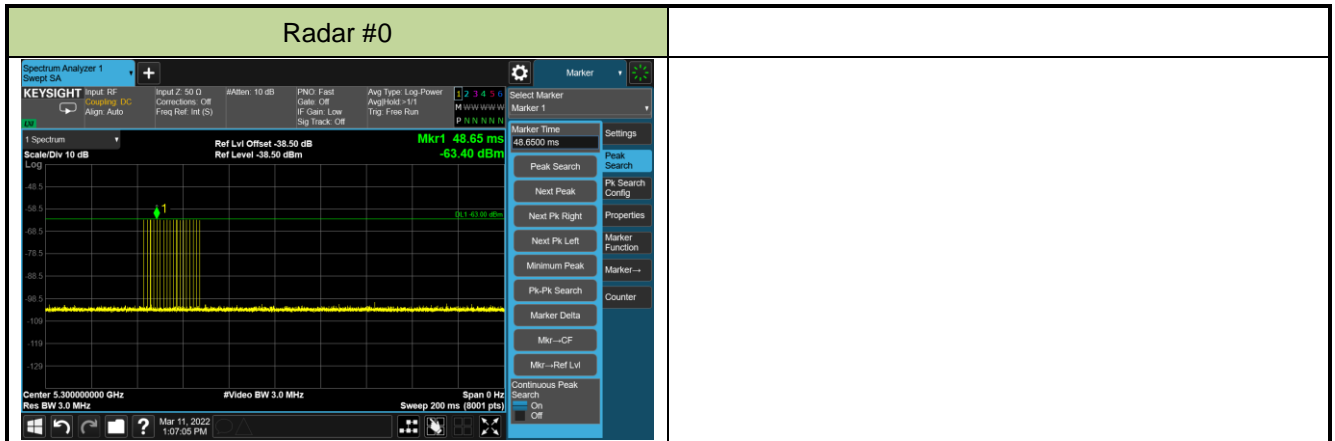 Radar #0
Spectrum Analyzer 1
Swept SA
Marker
KEYSIGHT
Input: RF
Coupling: DC
Align: Auto
Input Z: 50 Ω
Corrections: Off
Freq Ref: Int (S)
#Atten: 10 dB
PNO: Fast
Gate: Off
IF Gain: Low
Sig Track: Off
Avg Type: Log-Power
Avg|Hold:>1/1
Trig: Free Run
1 2 3 4 5 6
M W W W W W
P N N N N N
Select Marker
Marker 1
1 Spectrum
Scale/Div 10 dB
Ref Lvl Offset -38.50 dB
Ref Level -38.50 dBm
Mkr1 48.65 ms
-63.40 dBm
Log
-48.5
-58.5
-68.5
-78.5
-88.5
-98.5
-109
-119
-129
1
DL1 -63.00 dBm
Center 5.300000000 GHz
Res BW 3.0 MHz
#Video BW 3.0 MHz
Span 0 Hz
Sweep 200 ms (8001 pts)
Marker Time
48.6500 ms
Peak Search
Next Peak
Next Pk Right
Next Pk Left
Minimum Peak
Pk-Pk Search
Marker Delta
Mkr→CF
Mkr→Ref Lvl
Continuous Peak
Search
On
Off
Settings
Peak
Search
Pk Search
Config
Properties
Marker
Function
Marker→
Counter
?
Mar 11, 2022
1:07:05 PM